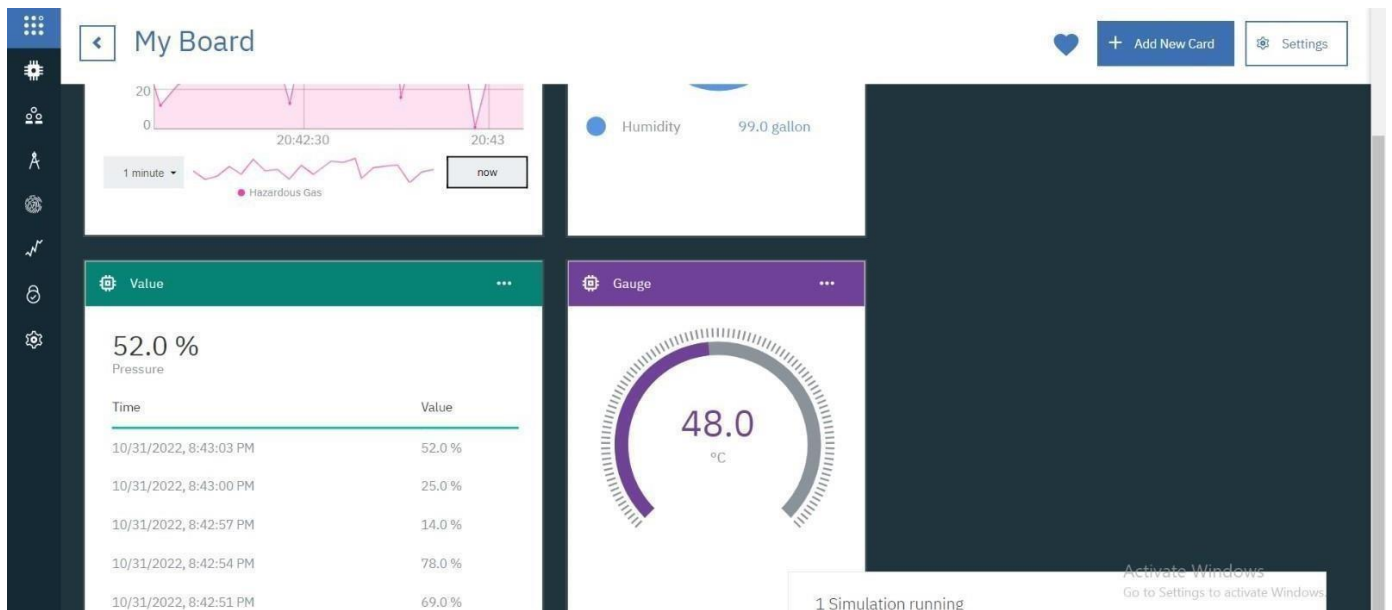 My Board
+ Add New Card
Settings
20
0
20:42:30
20:43
1 minute
now
Hazardous Gas
Humidity 99.0 gallon
Value
52.0 %
Pressure
Time Value
10/31/2022, 8:43:03 PM 52.0 %
10/31/2022, 8:43:00 PM 25.0 %
10/31/2022, 8:42:57 PM 14.0 %
10/31/2022, 8:42:54 PM 78.0 %
10/31/2022, 8:42:51 PM 69.0 %
Gauge
48.0
°C
Activate Windows
Go to Settings to activate Windows.
1 Simulation running